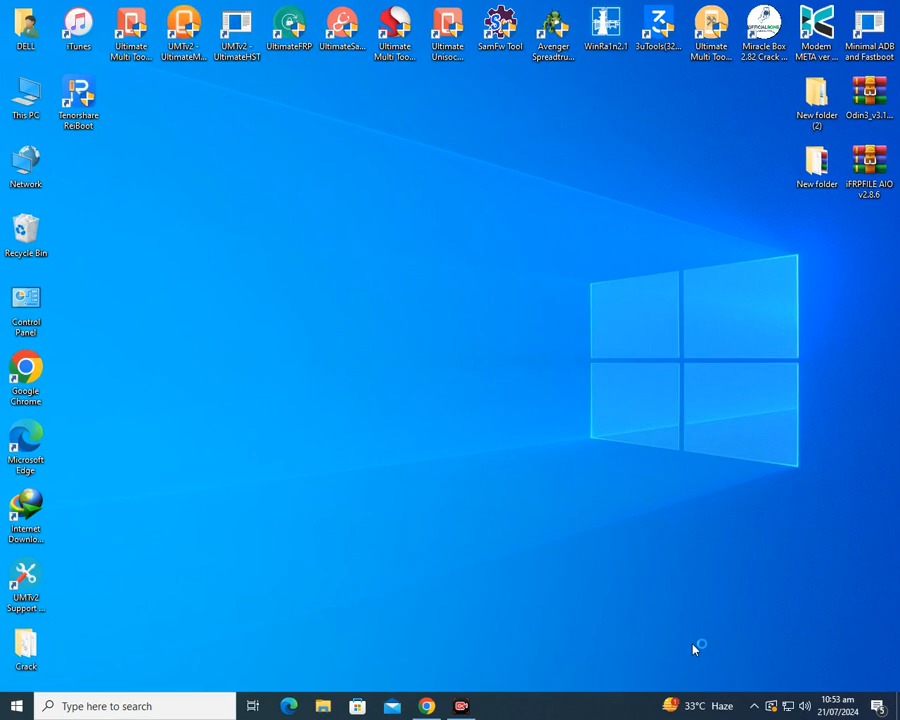 DELL
iTunes
Ultimate
Multi Too...
UMTv2 -
UltimateM...
UMTv2 -
UltimateHST
UltimateFRP
UltimateSa...
Ultimate
Multi Too...
Ultimate
Unisoc...
SamFw Tool
Avenger
Spreadtru...
WinRa1n2.1
3uTools(32...
Ultimate
Multi Too...
Miracle Box
2.82 Crack ...
Modem
META ver ...
Minimal ADB
and Fastboot
This PC
Tenorshare
ReiBoot
New folder
(2)
Odin3_v3.1...
Network
New folder
iFRPFILE AIO
v2.8.6
Recycle Bin
Control
Panel
Google
Chrome
Microsoft
Edge
Internet
Downlo...
UMTv2
Support ...
Crack
Type here to search
33°C Haze
10:53 am
21/07/2024
5